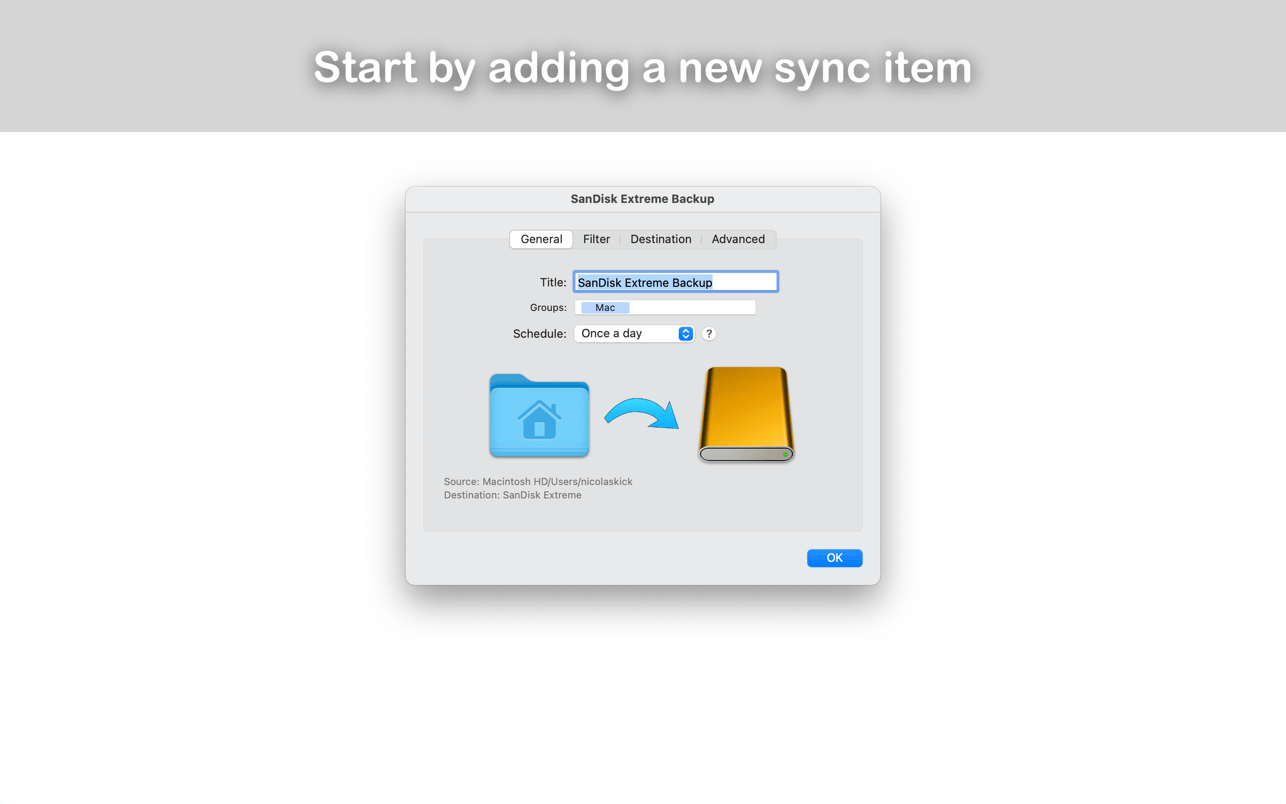 Start by adding a new sync item
SanDisk Extreme Backup
General Filter Destination Advanced
Title: SanDisk Extreme Backup
Groups: Mac
Schedule: Once a day ?
Source: Macintosh HD/Users/nicolaskick
Destination: SanDisk Extreme
OK